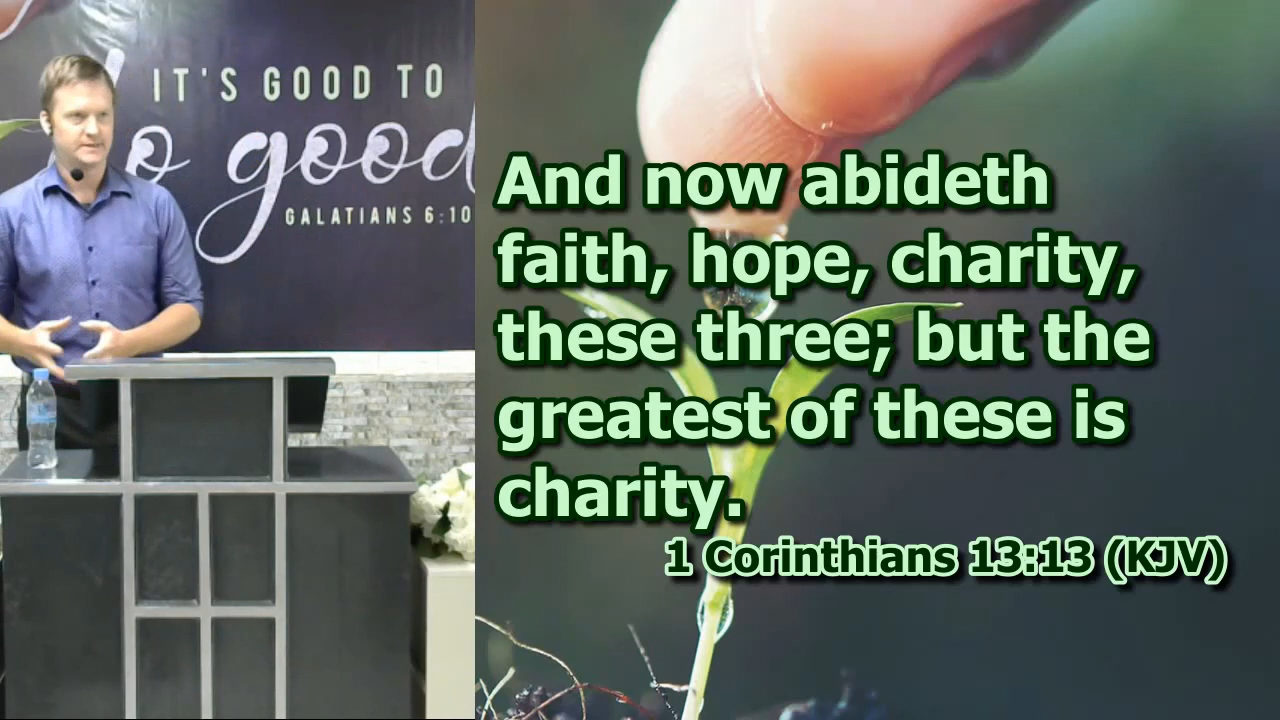 IT'S GOOD TO
do good
GALATIANS 6:10
And now abideth
faith, hope, charity,
these three; but the
greatest of these is
charity.
1 Corinthians 13:13 (KJV)